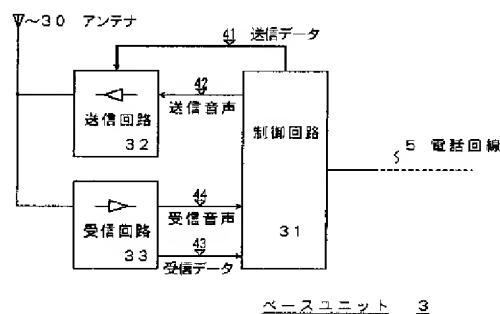 ~30 アンテナ
41 送信データ
42
送信音声
送信回路
32
制御回路
31
5 電話回線
44
受信音声
受信回路
33
43
受信データ
ベースユニット 3